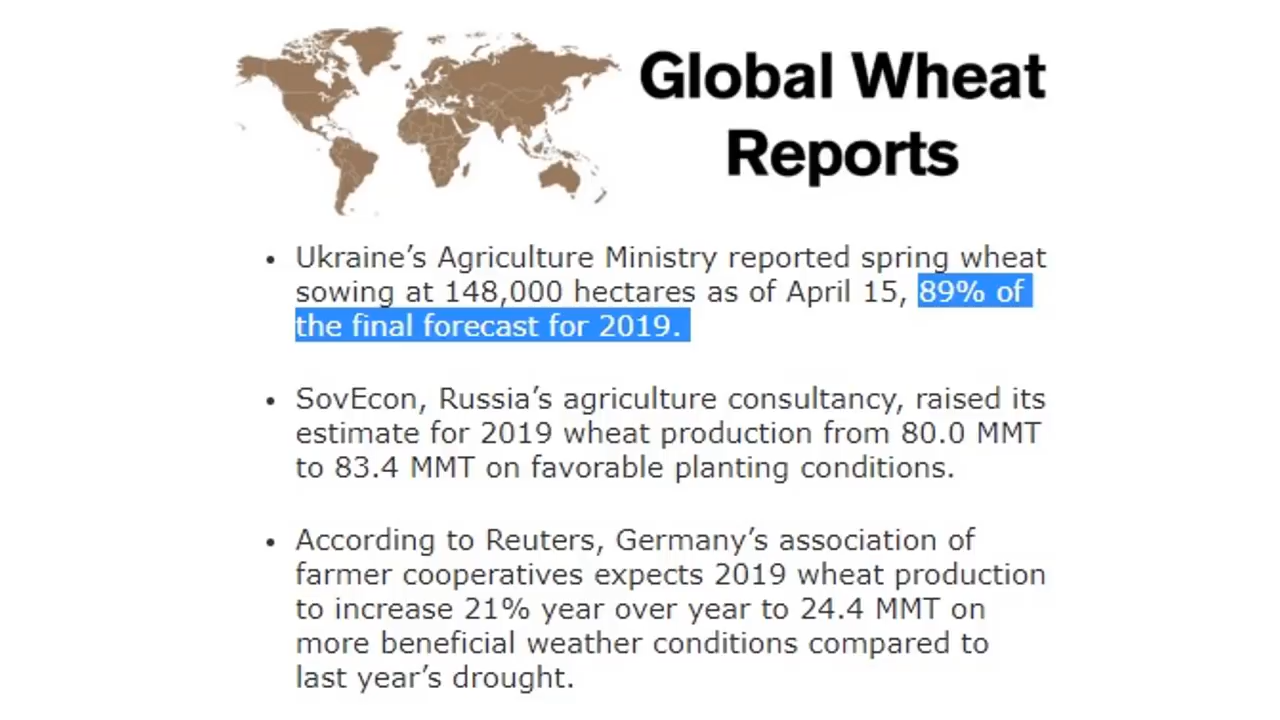 Global Wheat
Reports
• Ukraine’s Agriculture Ministry reported spring wheat
sowing at 148,000 hectares as of April 15, 89% of
the final forecast for 2019.
• SovEcon, Russia’s agriculture consultancy, raised its
estimate for 2019 wheat production from 80.0 MMT
to 83.4 MMT on favorable planting conditions.
• According to Reuters, Germany’s association of
farmer cooperatives expects 2019 wheat production
to increase 21% year over year to 24.4 MMT on
more beneficial weather conditions compared to
last year’s drought.